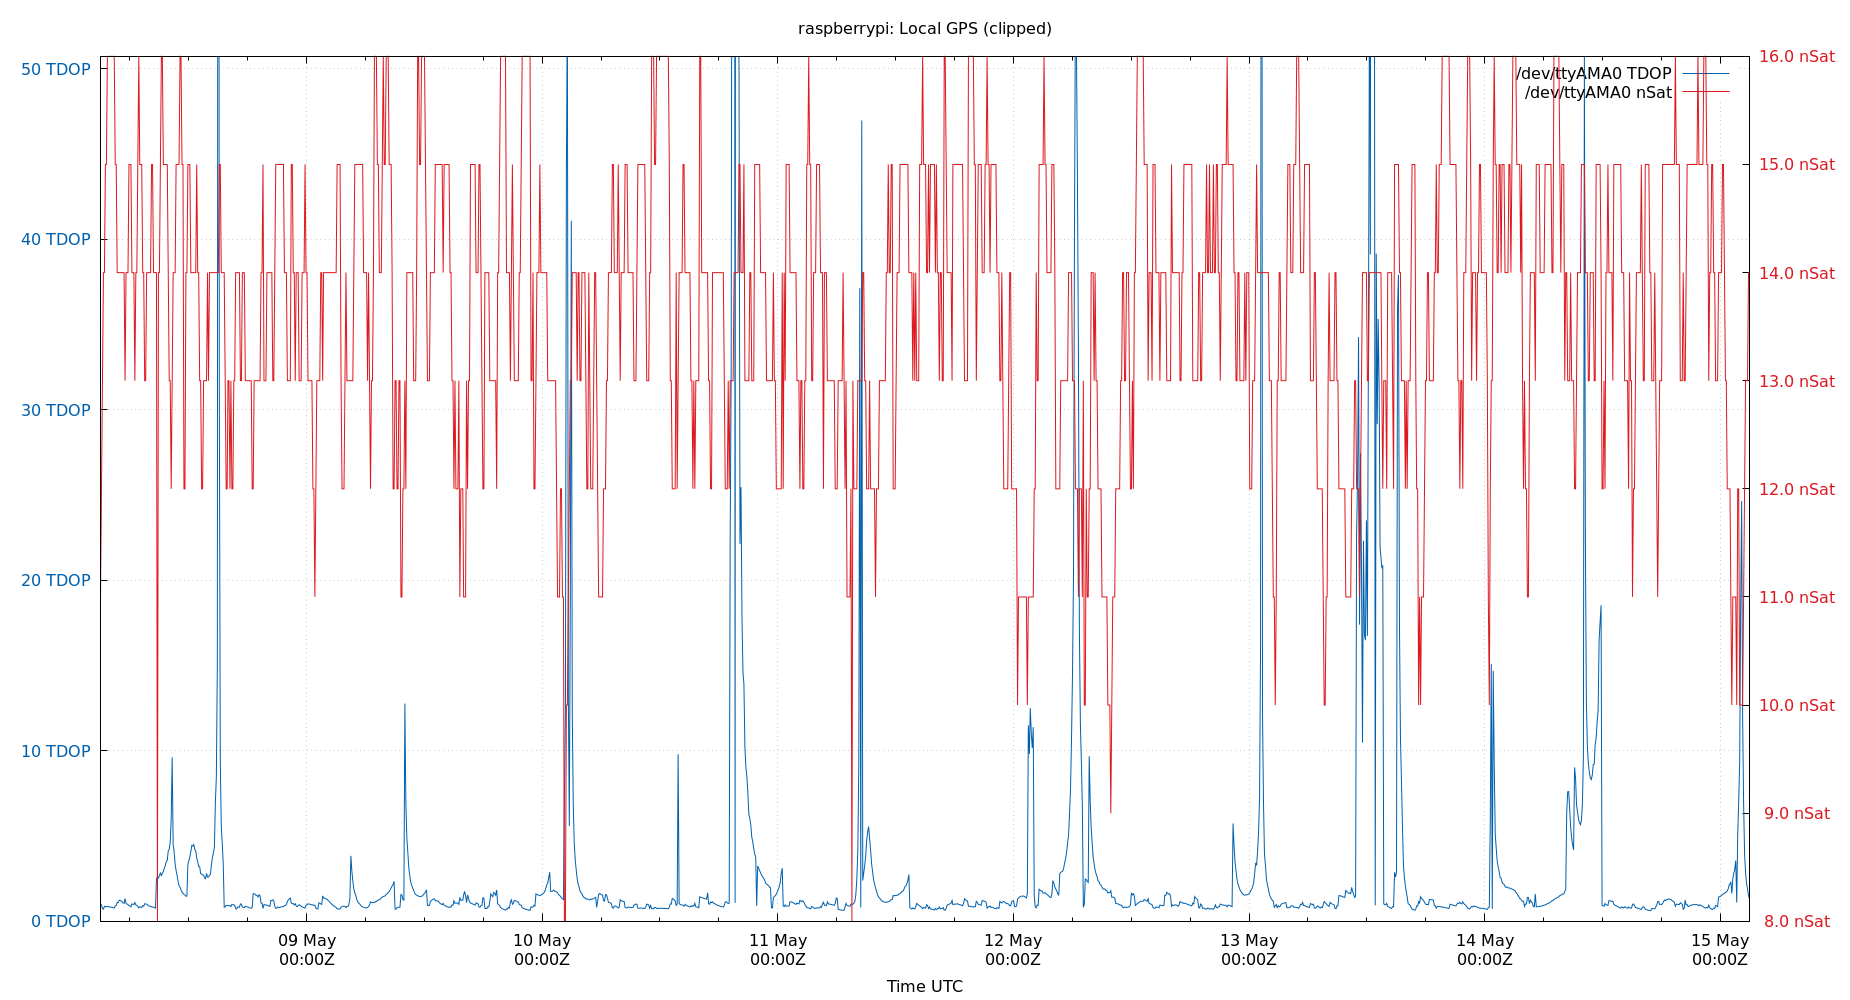 raspberrypi: Local GPS (clipped)
50 TDOP
40 TDOP
30 TDOP
20 TDOP
10 TDOP
0 TDOP
/dev/ttyAMA0 TDOP
/dev/ttyAMA0 nSat
16.0 nSat
15.0 nSat
14.0 nSat
13.0 nSat
12.0 nSat
11.0 nSat
10.0 nSat
9.0 nSat
8.0 nSat
09 May
00:00Z
10 May
00:00Z
11 May
00:00Z
12 May
00:00Z
13 May
00:00Z
14 May
00:00Z
15 May
00:00Z
Time UTC